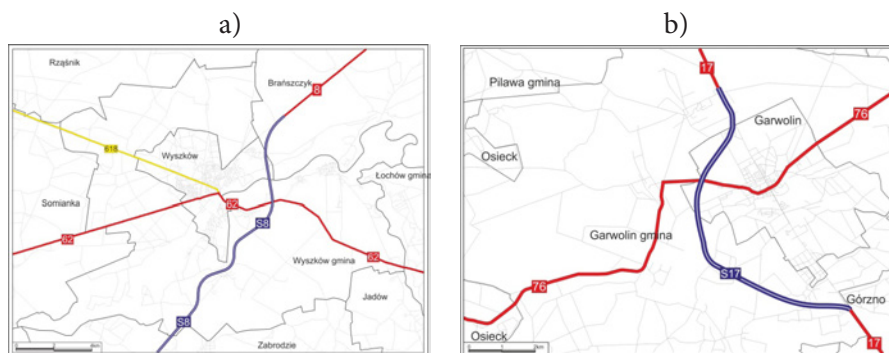 a)
b)
Rząśnik
Brańszczyk
8
618
Wyszków
Łochów gmina
Somianka
62
S8
62
Wyszków gmina
62
Jadów
S8
Zabrodzie
17
Pilawa gmina
76
Garwolin
Osieck
Garwolin gmina
S17
76
Górzno
Osieck
17